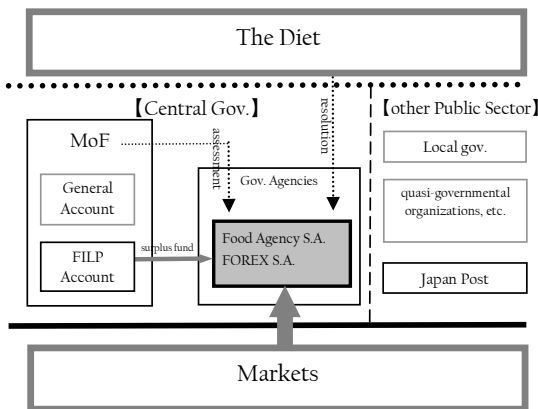 The Diet
【Central Gov.】
【other Public Sector】
MoF
assessment
resolution
Local gov.
General
Account
Gov. Agencies
quasi-governmental
organizations, etc.
surplus fund
Food Agency S.A.
FOREX S.A.
FILP
Account
Japan Post
Markets